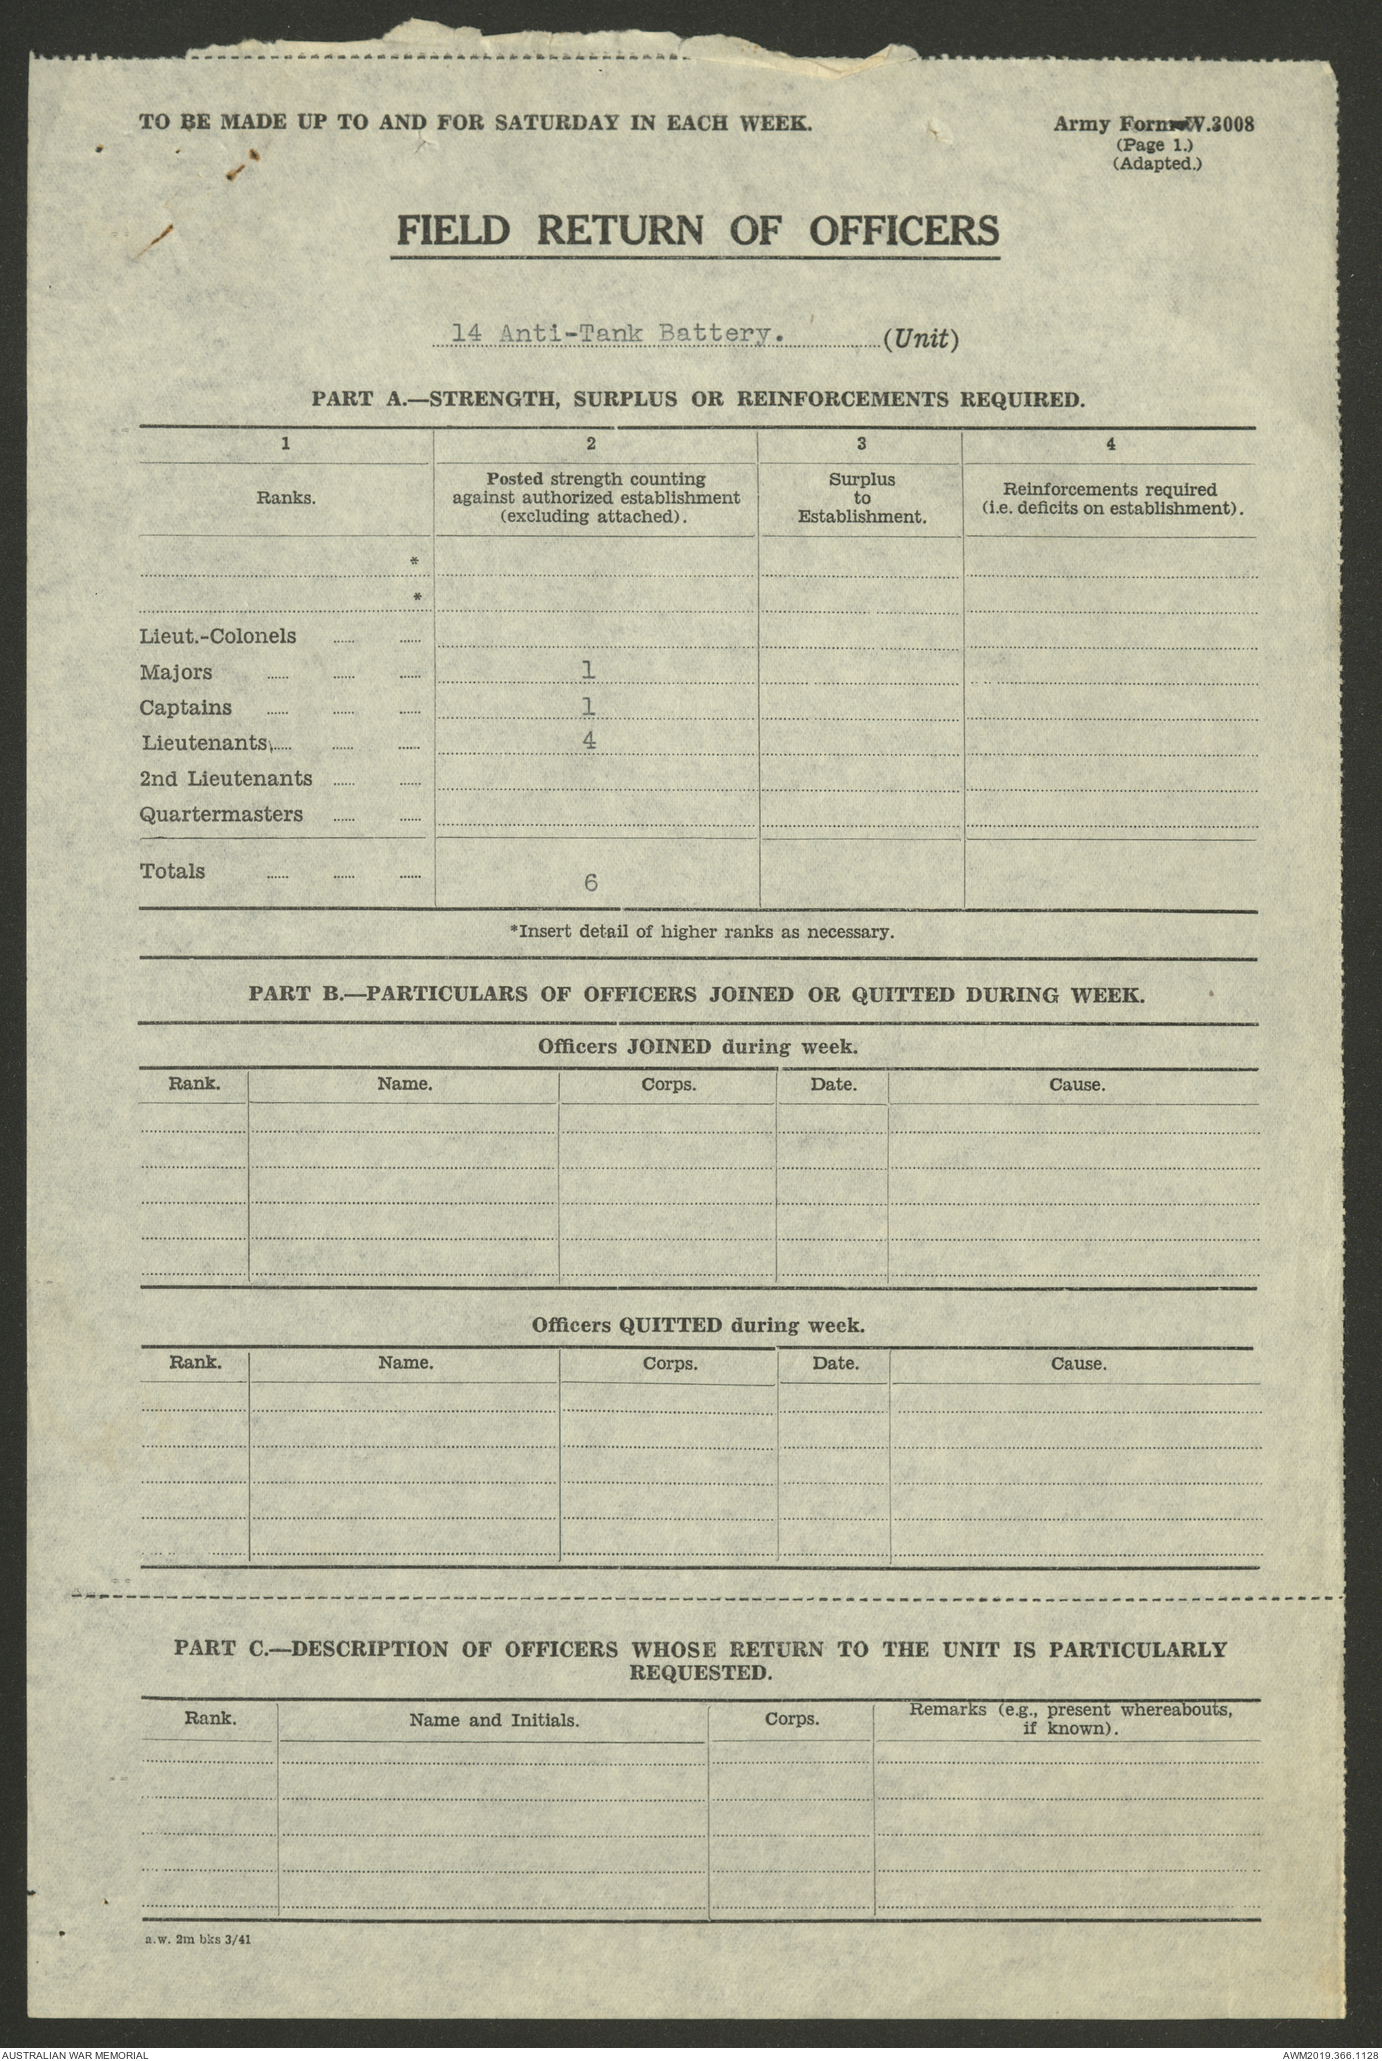 TO BE MADE UP TO AND FOR SATURDAY IN EACH WEEK.
Army Form W.3008
(Page 1.)
(Adapted.)
FIELD RETURN OF OFFICERS
14 Anti-Tank Battery. (Unit)
PART A.—STRENGTH, SURPLUS OR REINFORCEMENTS REQUIRED.
1 2 3 4
Ranks. Posted strength counting against authorized establishment (excluding attached). Surplus to Establishment. Reinforcements required (i.e. deficits on establishment).
*
*
Lieut.-Colonels
Majors 1
Captains 1
Lieutenants 4
2nd Lieutenants
Quartermasters
Totals 6
*Insert detail of higher ranks as necessary.
PART B.—PARTICULARS OF OFFICERS JOINED OR QUITTED DURING WEEK.
Officers JOINED during week.
Rank. Name. Corps. Date. Cause.
Officers QUITTED during week.
Rank. Name. Corps. Date. Cause.
PART C.—DESCRIPTION OF OFFICERS WHOSE RETURN TO THE UNIT IS PARTICULARLY
REQUESTED.
Rank. Name and Initials. Corps. Remarks (e.g., present whereabouts, if known).
a.w. 2m bks 3/41
AUSTRALIAN WAR MEMORIAL AWM2019.366.1128